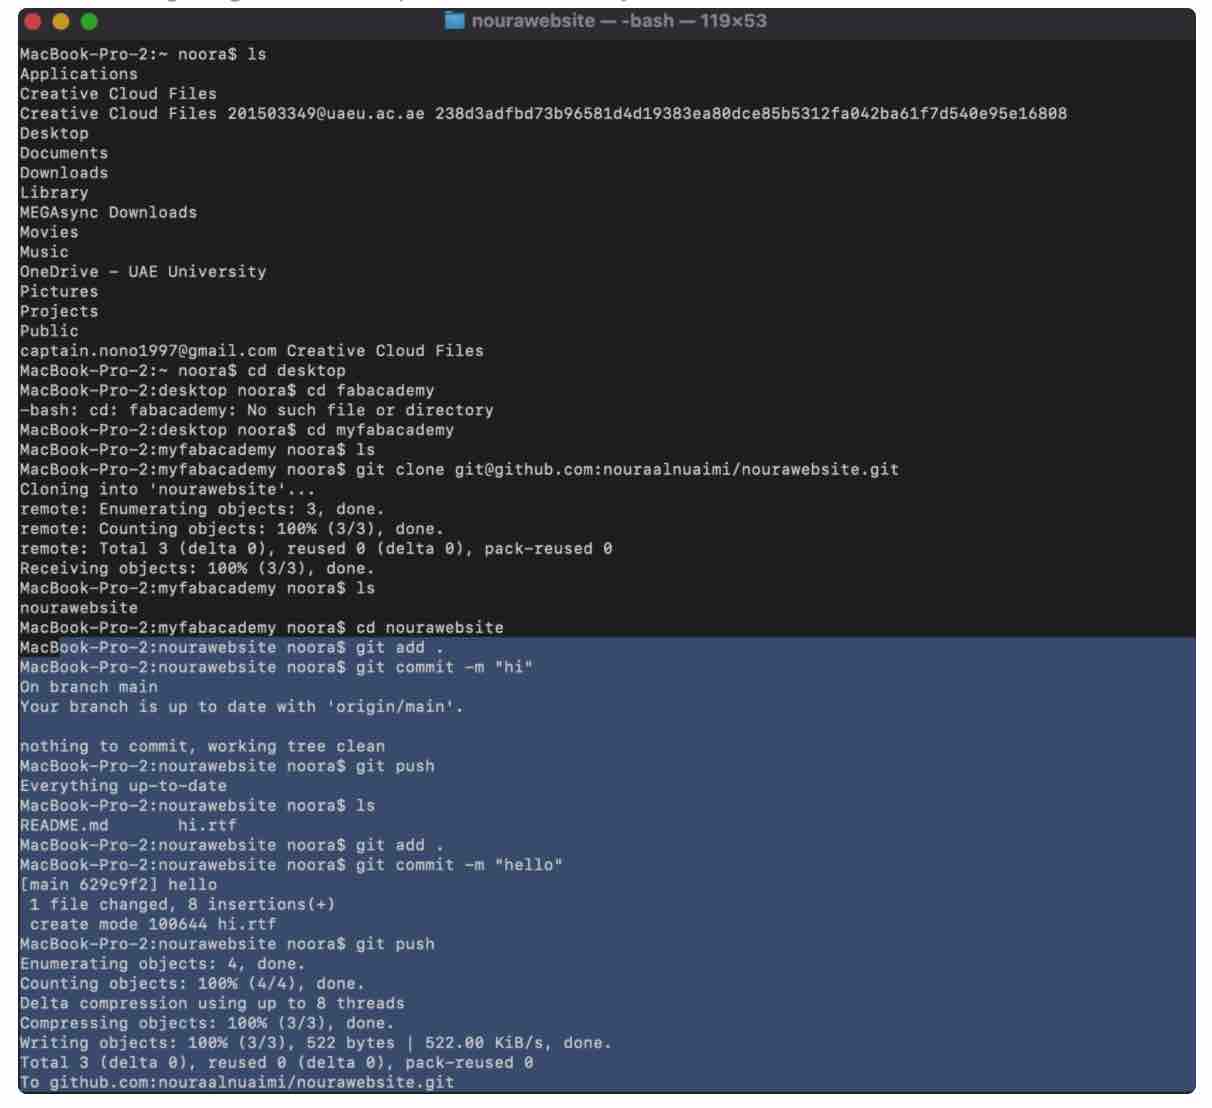 nourawebsite — -bash — 119×53
MacBook-Pro-2:~ noora$ ls
Applications
Creative Cloud Files
Creative Cloud Files 201503349@uaeu.ac.ae 238d3adfbd73b96581d4d19383ea80dce85b5312fa042ba61f7d540e95e16808
Desktop
Documents
Downloads
Library
MEGAsync Downloads
Movies
Music
OneDrive - UAE University
Pictures
Projects
Public
captain.nono1997@gmail.com Creative Cloud Files
MacBook-Pro-2:~ noora$ cd desktop
MacBook-Pro-2:desktop noora$ cd fabacademy
-bash: cd: fabacademy: No such file or directory
MacBook-Pro-2:desktop noora$ cd myfabacademy
MacBook-Pro-2:myfabacademy noora$ ls
MacBook-Pro-2:myfabacademy noora$ git clone git@github.com:nouraalnuaimi/nourawebsite.git
Cloning into 'nourawebsite'...
remote: Enumerating objects: 3, done.
remote: Counting objects: 100% (3/3), done.
remote: Total 3 (delta 0), reused 0 (delta 0), pack-reused 0
Receiving objects: 100% (3/3), done.
MacBook-Pro-2:myfabacademy noora$ ls
nourawebsite
MacBook-Pro-2:myfabacademy noora$ cd nourawebsite
MacBook-Pro-2:nourawebsite noora$ git add .
MacBook-Pro-2:nourawebsite noora$ git commit -m "hi"
On branch main
Your branch is up to date with 'origin/main'.
nothing to commit, working tree clean
MacBook-Pro-2:nourawebsite noora$ git push
Everything up-to-date
MacBook-Pro-2:nourawebsite noora$ ls
README.md hi.rtf
MacBook-Pro-2:nourawebsite noora$ git add .
MacBook-Pro-2:nourawebsite noora$ git commit -m "hello"
[main 629c9f2] hello
1 file changed, 8 insertions(+)
create mode 100644 hi.rtf
MacBook-Pro-2:nourawebsite noora$ git push
Enumerating objects: 4, done.
Counting objects: 100% (4/4), done.
Delta compression using up to 8 threads
Compressing objects: 100% (3/3), done.
Writing objects: 100% (3/3), 522 bytes | 522.00 KiB/s, done.
Total 3 (delta 0), reused 0 (delta 0), pack-reused 0
To github.com:nouraalnuaimi/nourawebsite.git